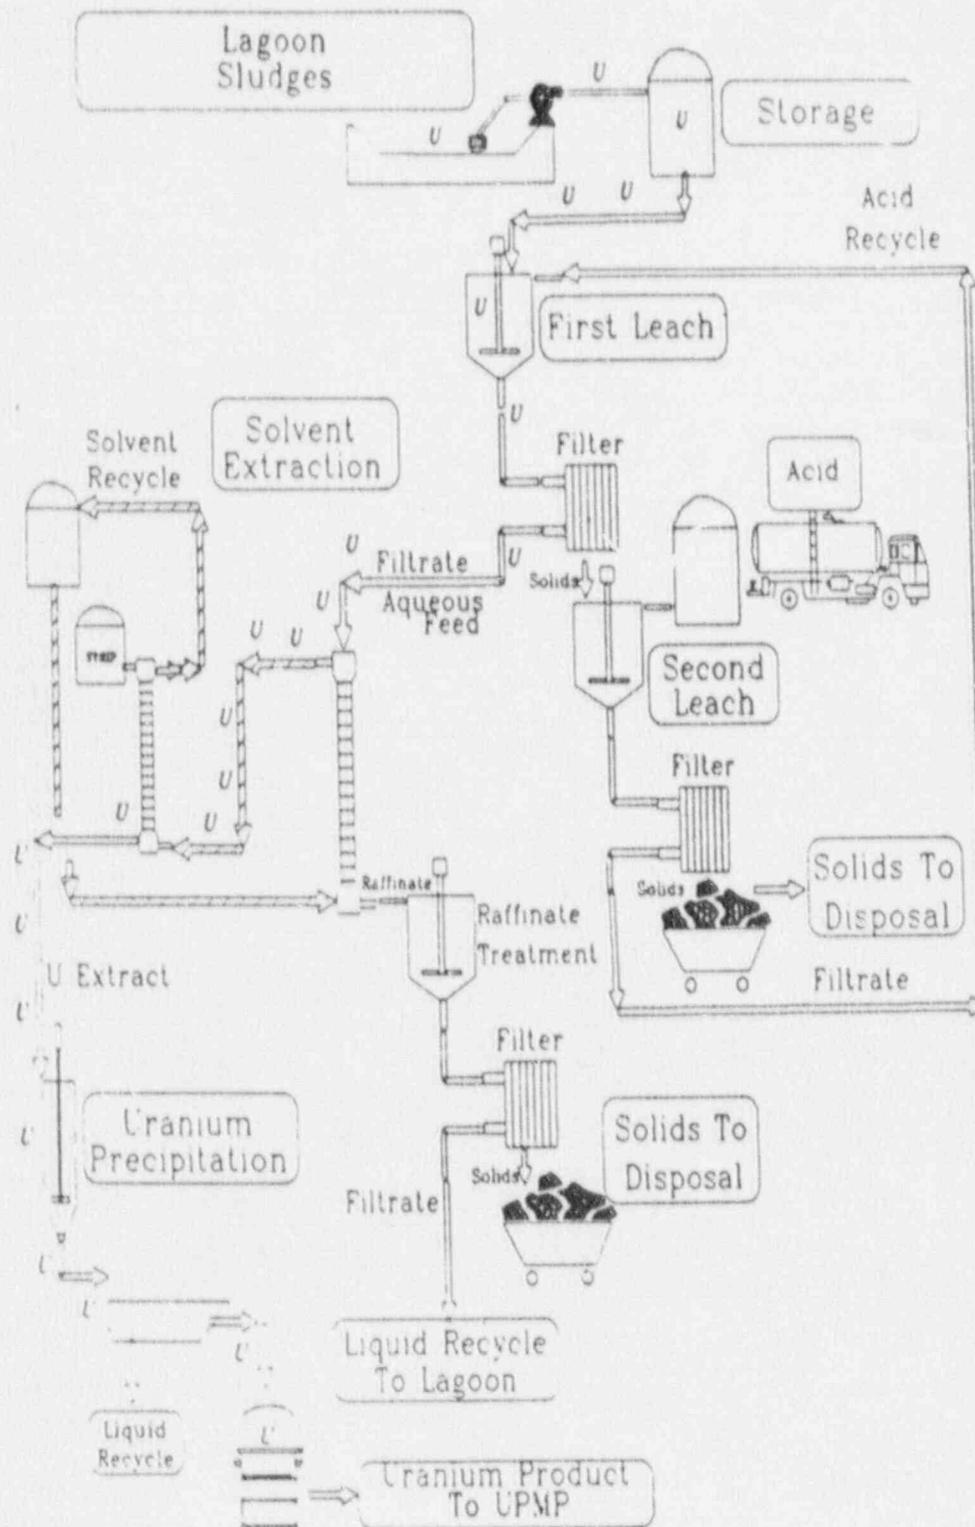 Lagoon
Sludges
U
U
U
Storage
U
U
Acid
Recycle
U
First Leach
U
Solvent
Extraction
Solvent
Recycle
Filter
Acid
U
U
Filtrate
Solids
U
Aqueous
Feed
U
U
Second
Leach
U
U
Filter
U
U
U
Raffinate
Raffinate
Treatment
Solids
Solids To
Disposal
U
U Extract
U
Filtrate
Filter
U
Uranium
Precipitation
Solids To
Disposal
Solids
Filtrate
U
U
U
Liquid Recycle
To Lagoon
Liquid
Recycle
U
Uranium Product
To UPMP